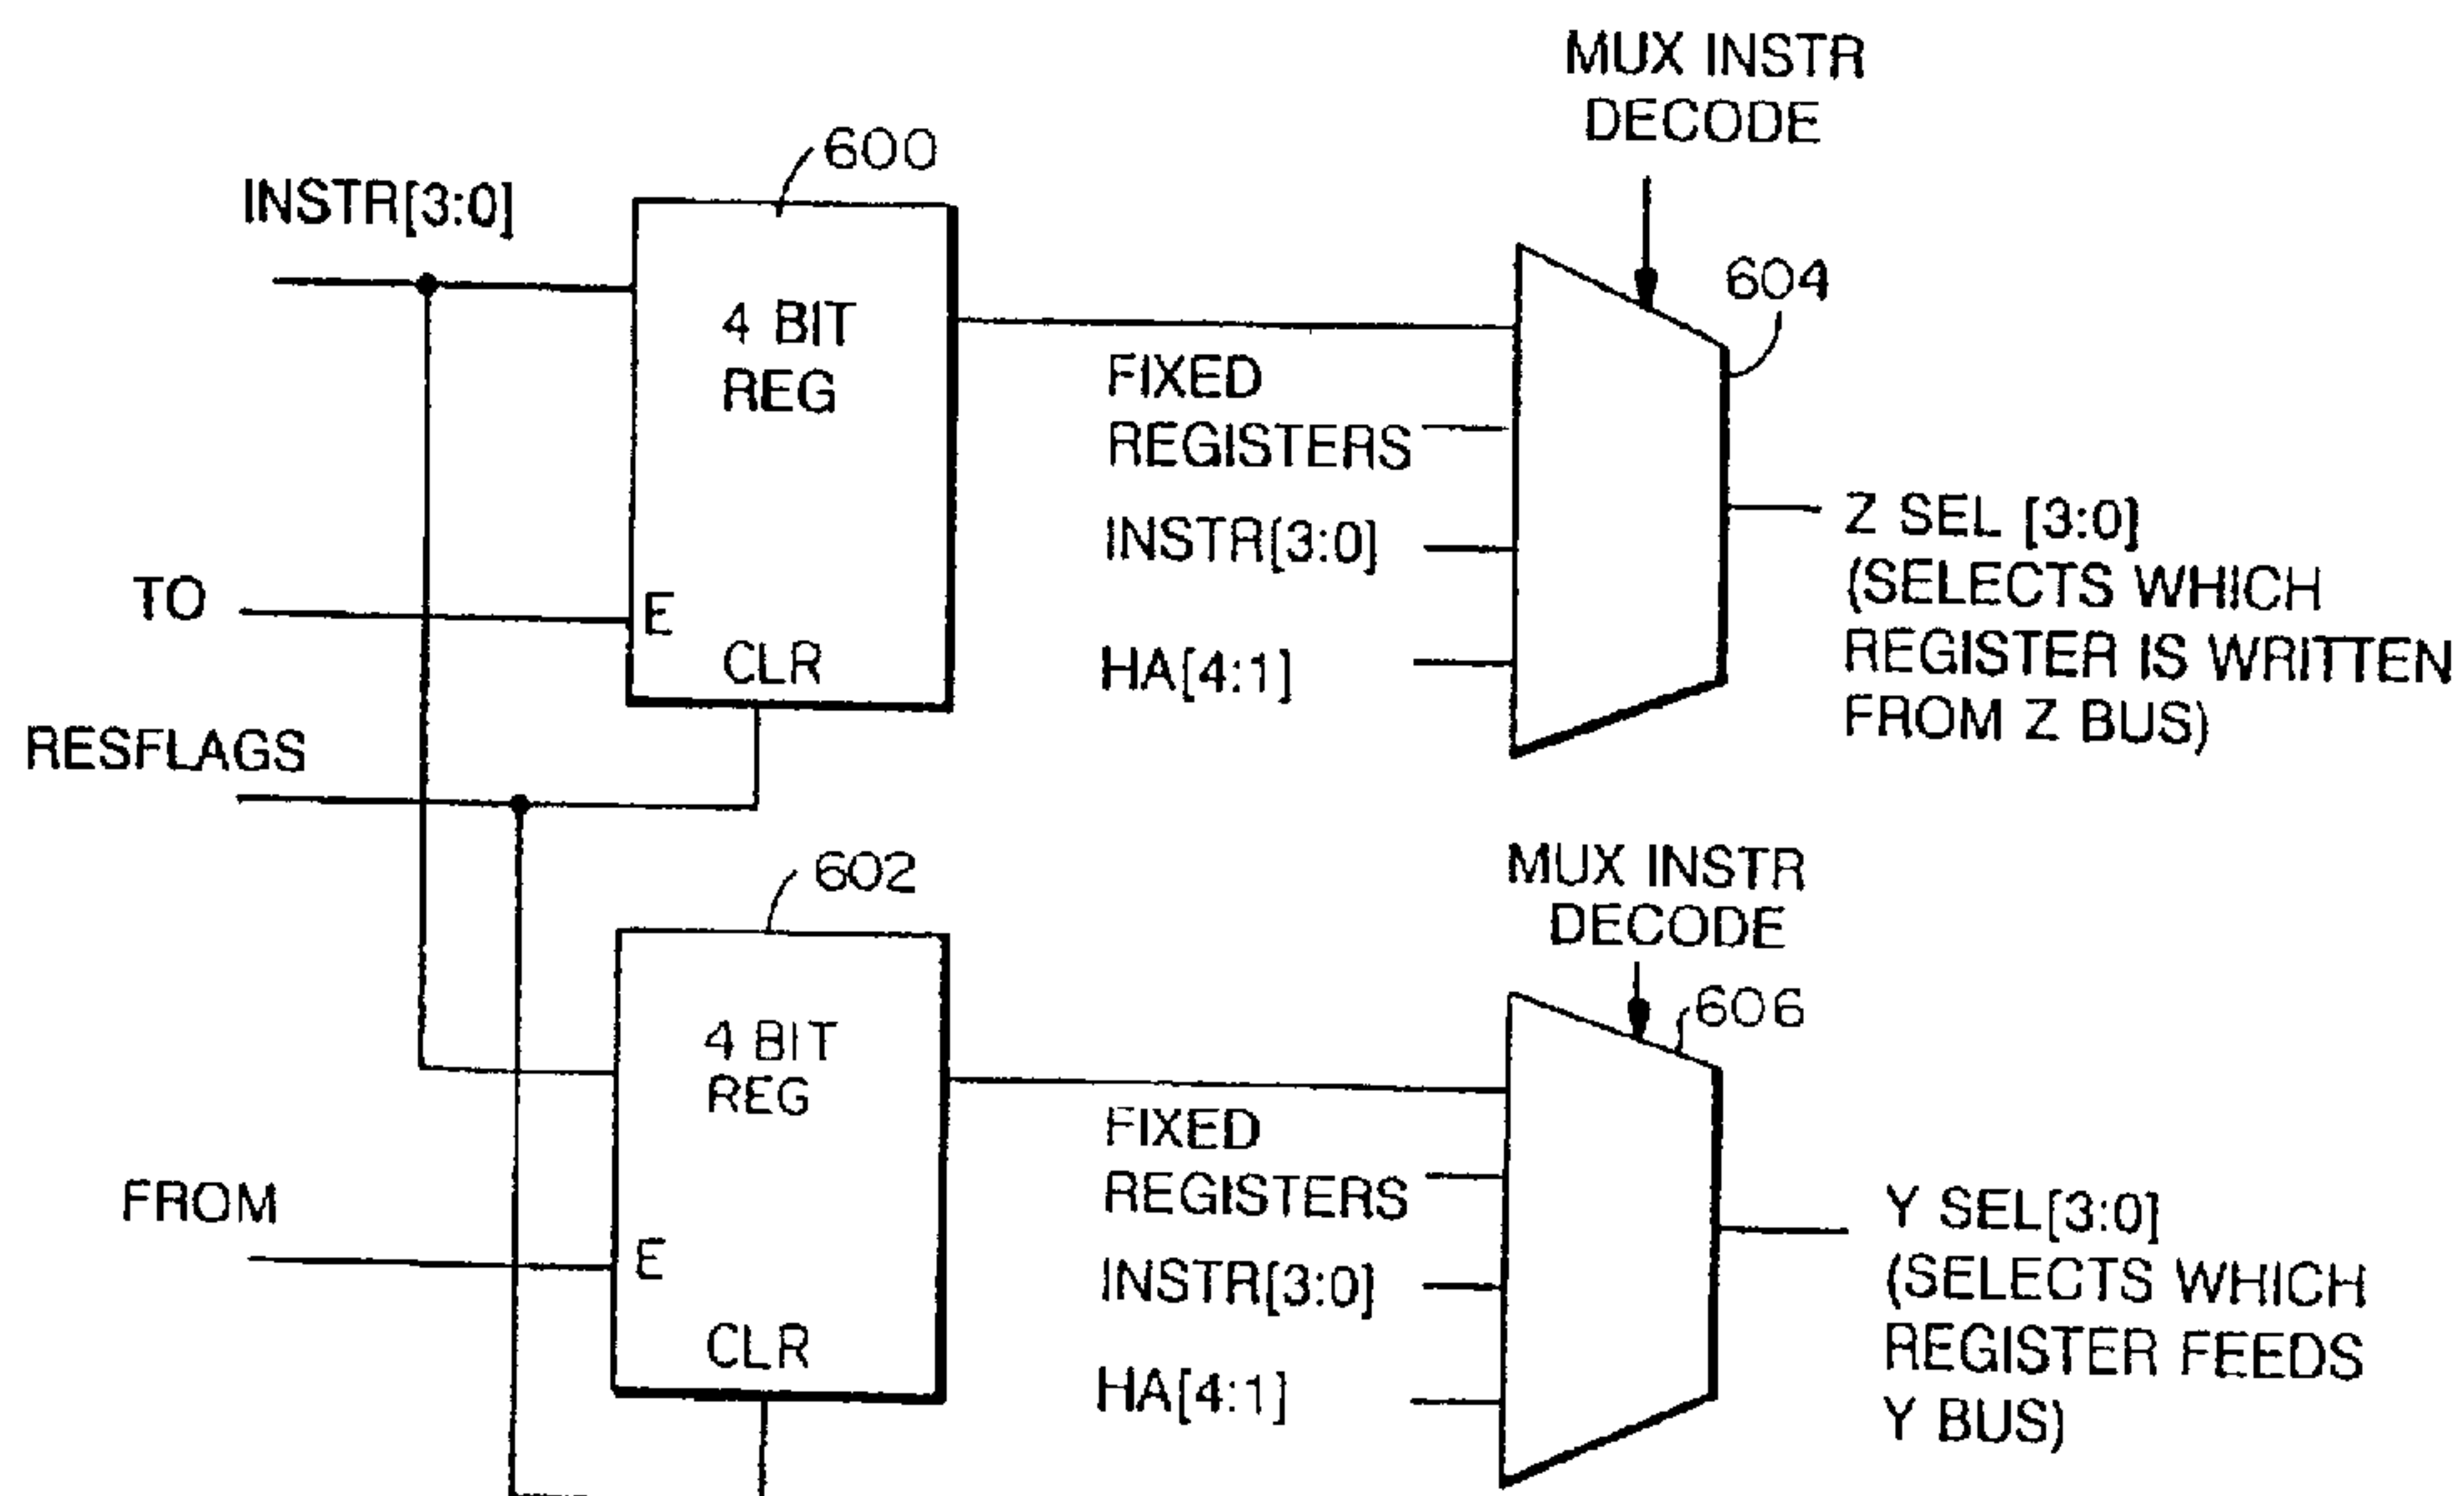 MUX INSTR
DECODE
600
INSTR[3:0]
604
4 BIT
REG
FIXED
REGISTERS
INSTR[3:0]
Z SEL [3:0]
(SELECTS WHICH
REGISTER IS WRITTEN
FROM Z BUS)
TO
E
CLR
HA[4:1]
RESFLAGS
602
MUX INSTR
DECODE
606
4 BIT
REG
FIXED
REGISTERS
FROM
E
INSTR[3:0]
Y SEL[3:0]
(SELECTS WHICH
REGISTER FEEDS
Y BUS)
CLR
HA[4:1]